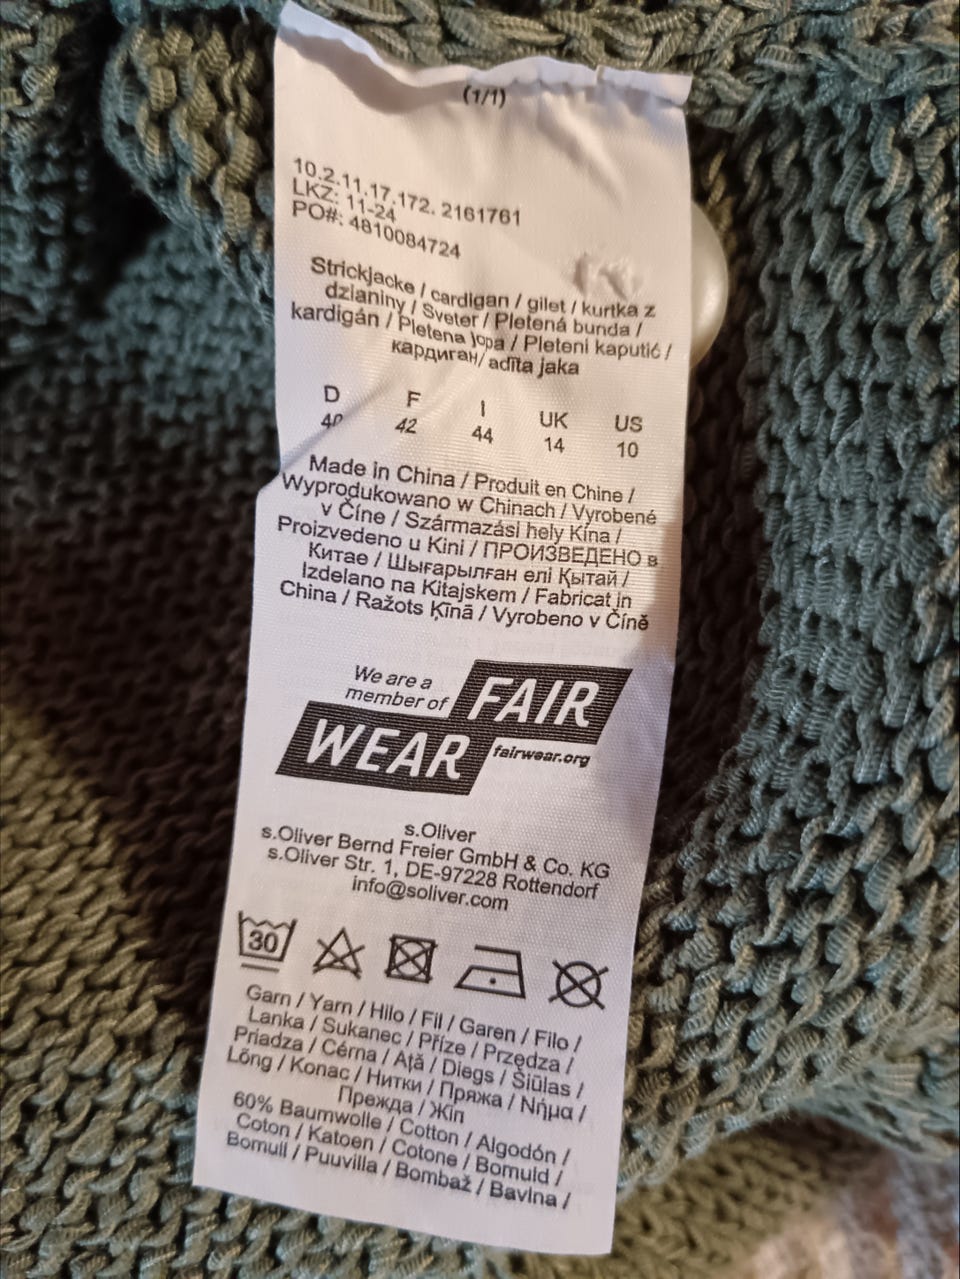 (1/1)
10.2.11.17.172. 2161761
LKZ: 11-24
PO#: 4810084724
Strickjacke / cardigan / gilet / kurtka z
dzianiny / Sveter / Pletená bunda /
kardigán / Pletena jopa / Pleteni kaputić /
кардиган/ adīta jaka
D F I UK US
40 42 44 14 10
Made in China / Produit en Chine /
Wyprodukowano w Chinach / Vyrobené
v Číne / Származási hely Kína /
Proizvedeno u Kini / ПРОИЗВЕДЕНО в
Китае / Шығарылған елі Қытай /
Izdelano na Kitajskem / Fabricat in
China / Ražots Ķīnā / Vyrobeno v Číně
We are a
member of FAIR
WEAR fairwear.org
s.Oliver
s.Oliver Bernd Freier GmbH & Co. KG
s.Oliver Str. 1, DE-97228 Rottendorf
info@soliver.com
30
Garn / Yarn / Hilo / Fil / Garen / Filo /
Lanka / Sukanec / Příze / Przędza /
Priadza / Cérna / Ață / Diegs / Siūlas /
Lõng / Konac / Нитки / Пряжа / Νήμα /
Прежда / Жіп
60% Baumwolle / Cotton / Algodón /
Coton / Katoen / Cotone / Bomuld /
Bomull / Puuvilla / Bombaž / Bavlna /